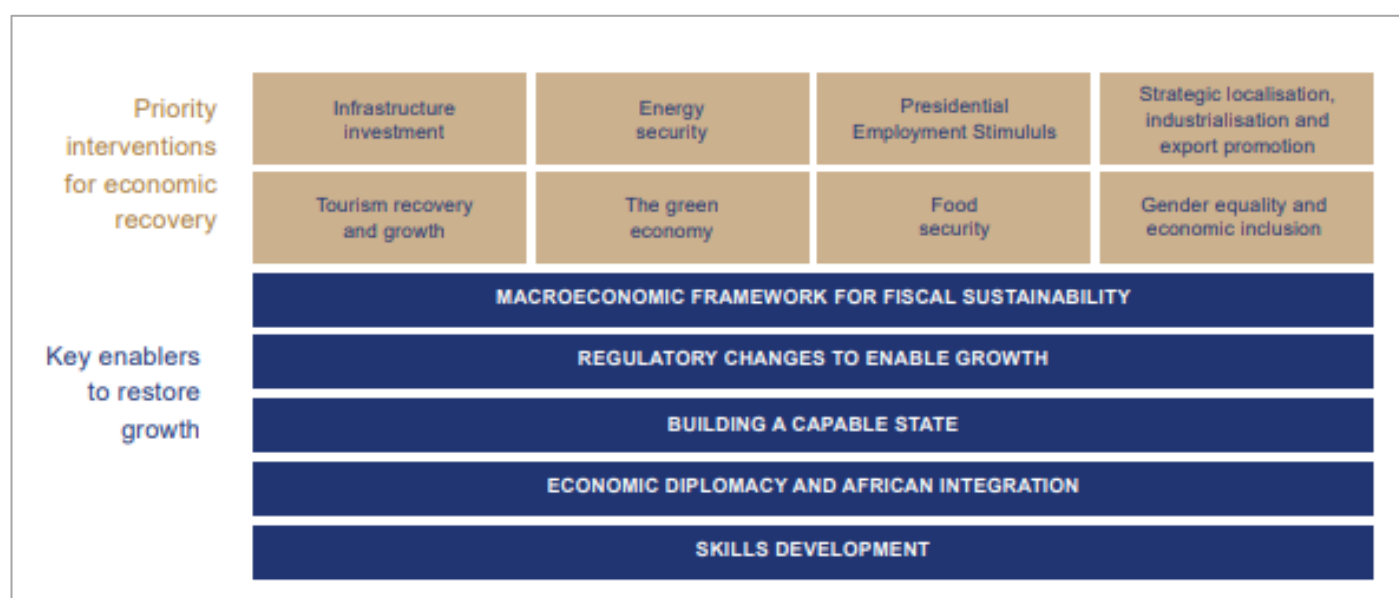 Priority
interventions
for economic
recovery
Infrastructure
investment
Energy
security
Presidential
Employment Stimululs
Strategic localisation,
industrialisation and
export promotion
Tourism recovery
and growth
The green
economy
Food
security
Gender equality and
economic inclusion
Key enablers
to restore
growth
MACROECONOMIC FRAMEWORK FOR FISCAL SUSTAINABILITY
REGULATORY CHANGES TO ENABLE GROWTH
BUILDING A CAPABLE STATE
ECONOMIC DIPLOMACY AND AFRICAN INTEGRATION
SKILLS DEVELOPMENT